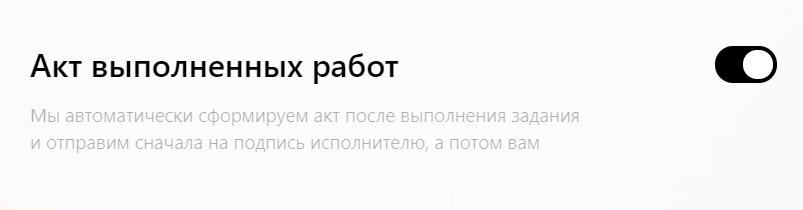 Акт выполненных работ
Мы автоматически сформируем акт после выполнения задания
и отправим сначала на подпись исполнителю, а потом вам